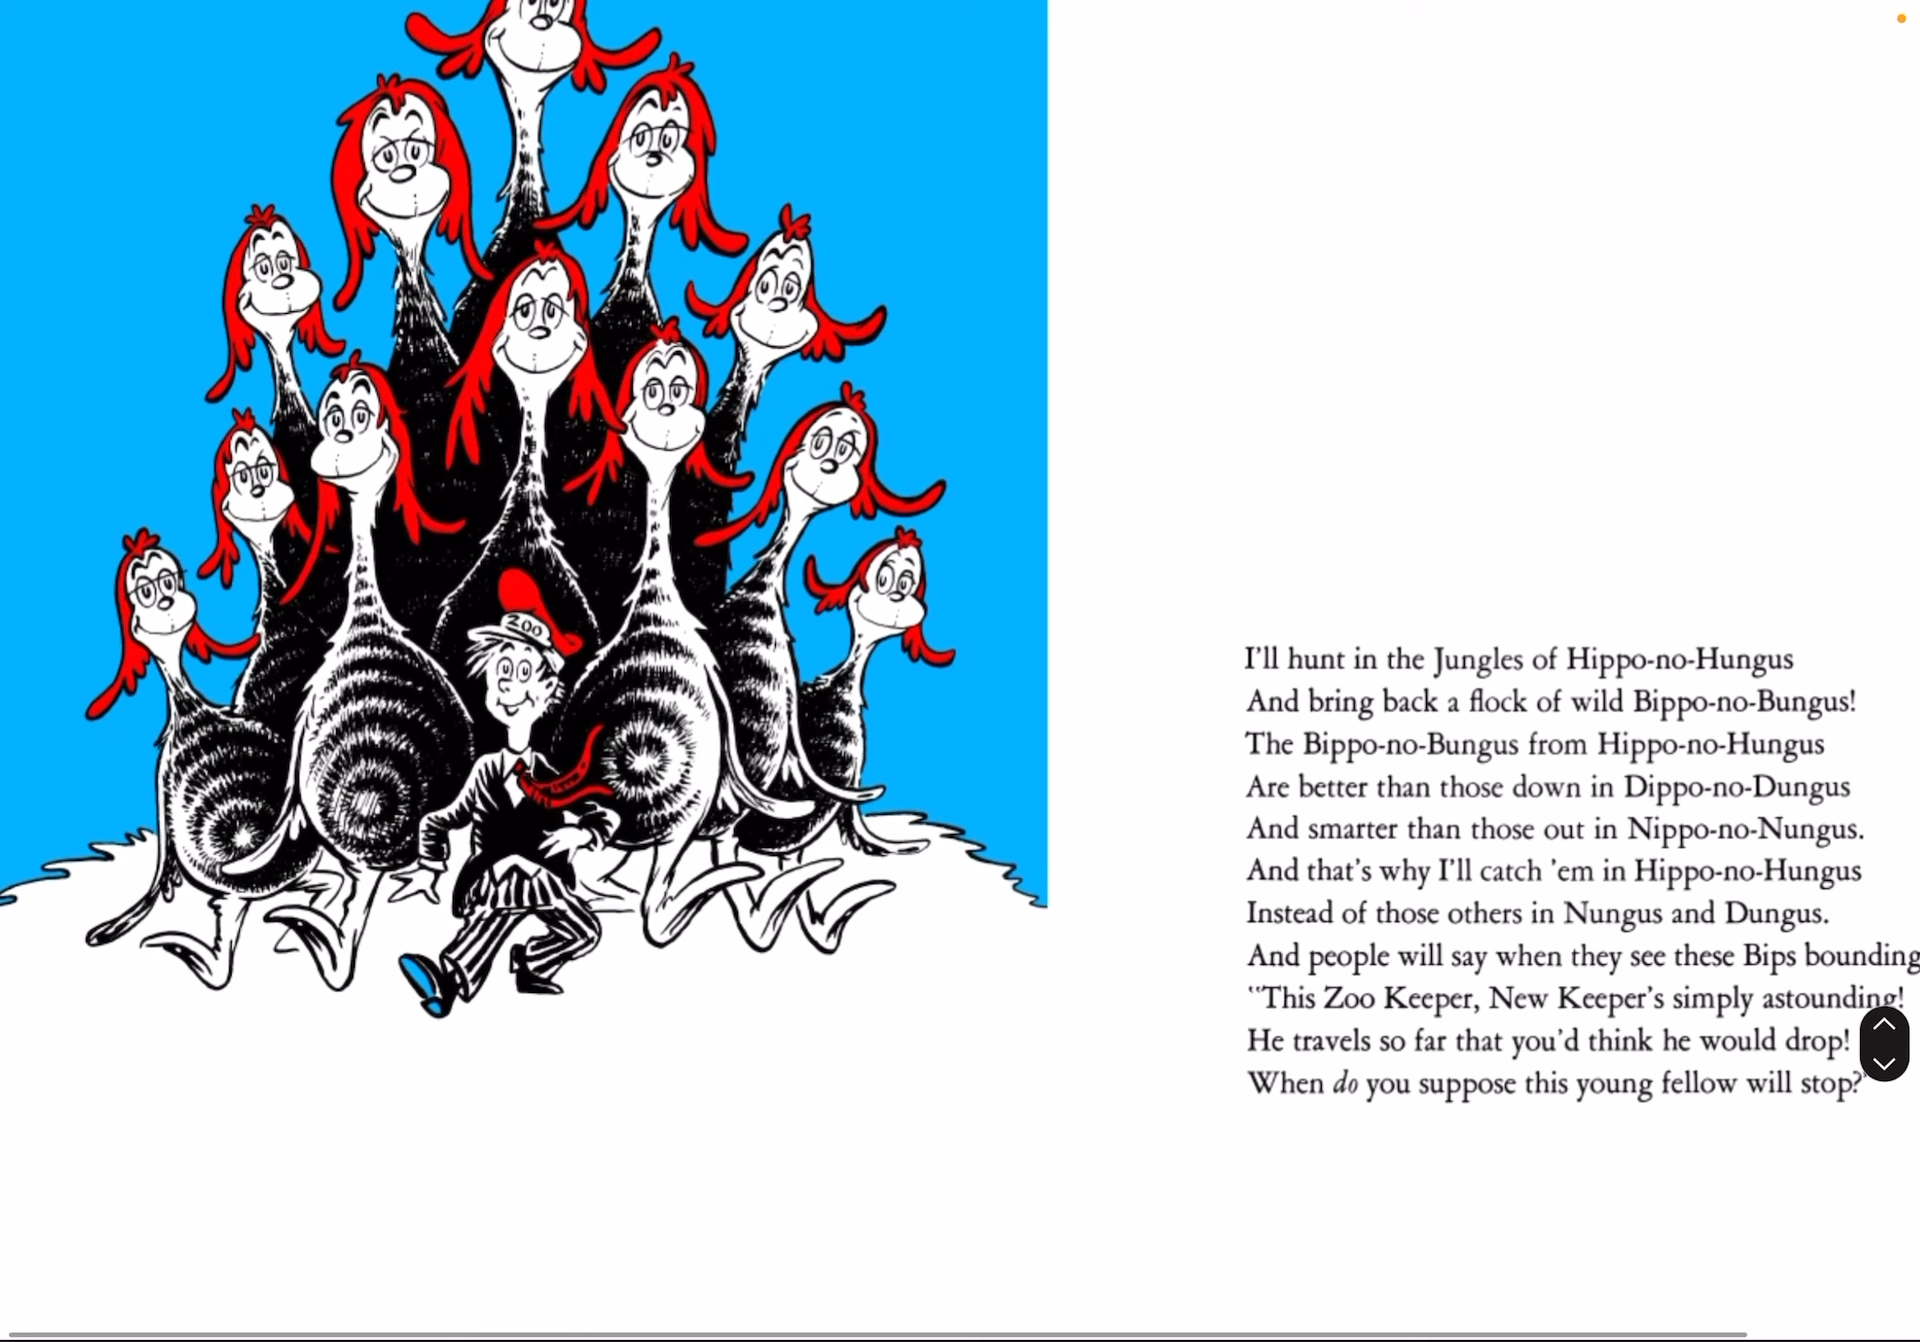 ZOO
I'll hunt in the Jungles of Hippo-no-Hungus
And bring back a flock of wild Bippo-no-Bungus!
The Bippo-no-Bungus from Hippo-no-Hungus
Are better than those down in Dippo-no-Dungus
And smarter than those out in Nippo-no-Nungus.
And that's why I'll catch 'em in Hippo-no-Hungus
Instead of those others in Nungus and Dungus.
And people will say when they see these Bips bounding
"This Zoo Keeper, New Keeper's simply astounding!
He travels so far that you'd think he would drop!
When do you suppose this young fellow will stop?"